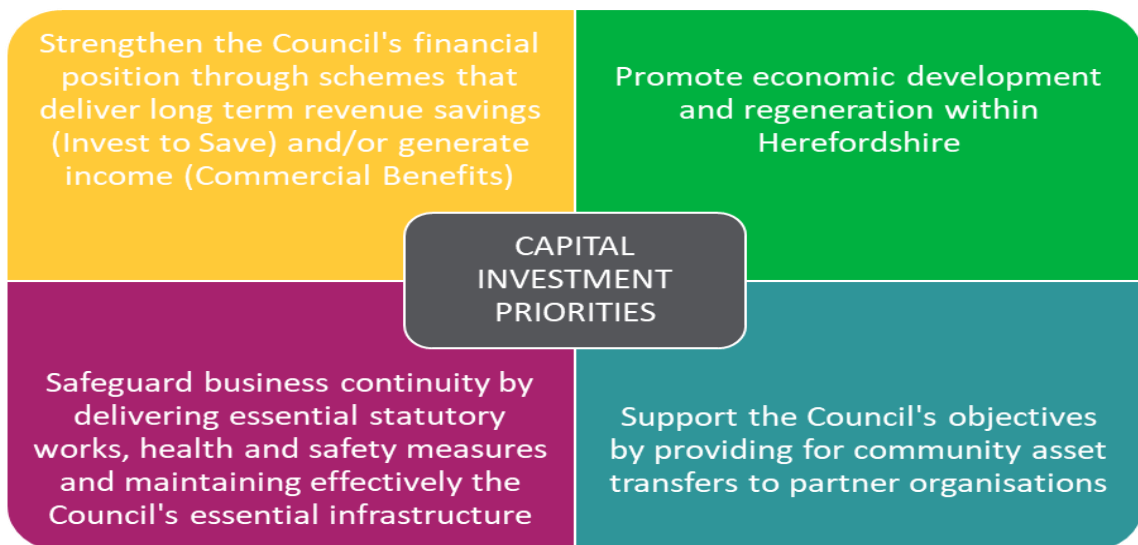 Strengthen the Council's financial
position through schemes that
deliver long term revenue savings
(Invest to Save) and/or generate
income (Commercial Benefits)
Promote economic development
and regeneration within
Herefordshire
CAPITAL
INVESTMENT
PRIORITIES
Safeguard business continuity by
delivering essential statutory
works, health and safety measures
and maintaining effectively the
Council's essential infrastructure
Support the Council's objectives
by providing for community asset
transfers to partner organisations